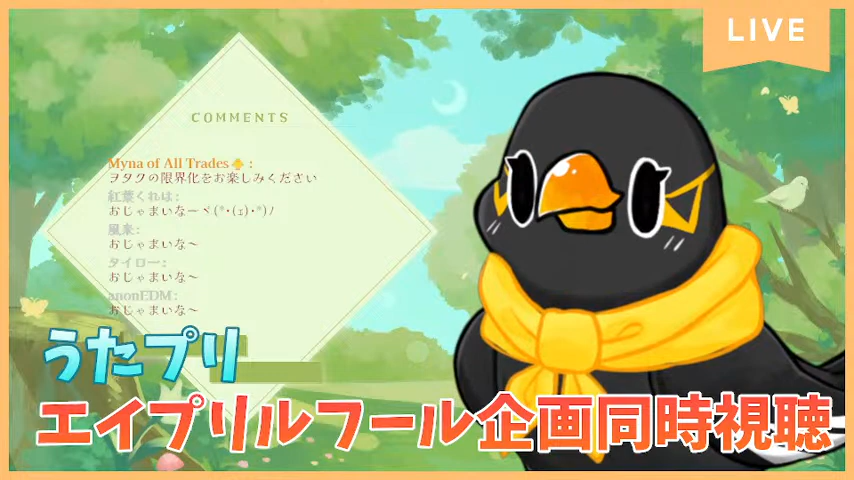 LIVE
COMMENTS
Myna of All Trades:
ヲタクの限界化をお楽しみください
紅葉くれは:
おじゃまいなーヾ(*･(ｪ)･*)ﾉ
風来:
おじゃまいな～
タイロー:
おじゃまいな～
anonEDM:
おじゃまいな～
うたプリ
エイプリルフール企画同時視聴